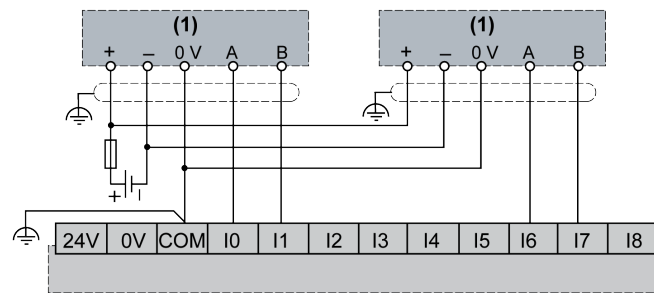 (1) (1)
+ – 0 V A B + – 0 V A B
+ –
24V 0V COM I0 I1 I2 I3 I4 I5 I6 I7 I8